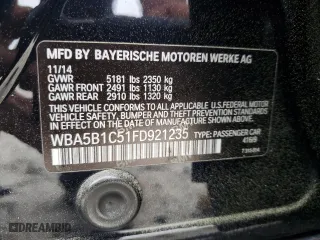 MFD BY BAYERISCHE MOTOREN WERKE AG
11/14
GVWR 5181 lbs 2350 kg
GAWR FRONT 2491 lbs 1130 kg
GAWR REAR 2910 lbs 1320 kg
THIS VEHICLE CONFORMS TO ALL APPLICABLE
FEDERAL MOTOR VEHICLE SAFETY, BUMPER,
AND THEFT PREVENTION STANDARDS IN
EFFECT ON THE DATE OF MANUFACTURE
SHOWN ABOVE.
WBA5B1C51FD921235 TYPE: PASSENGER CAR